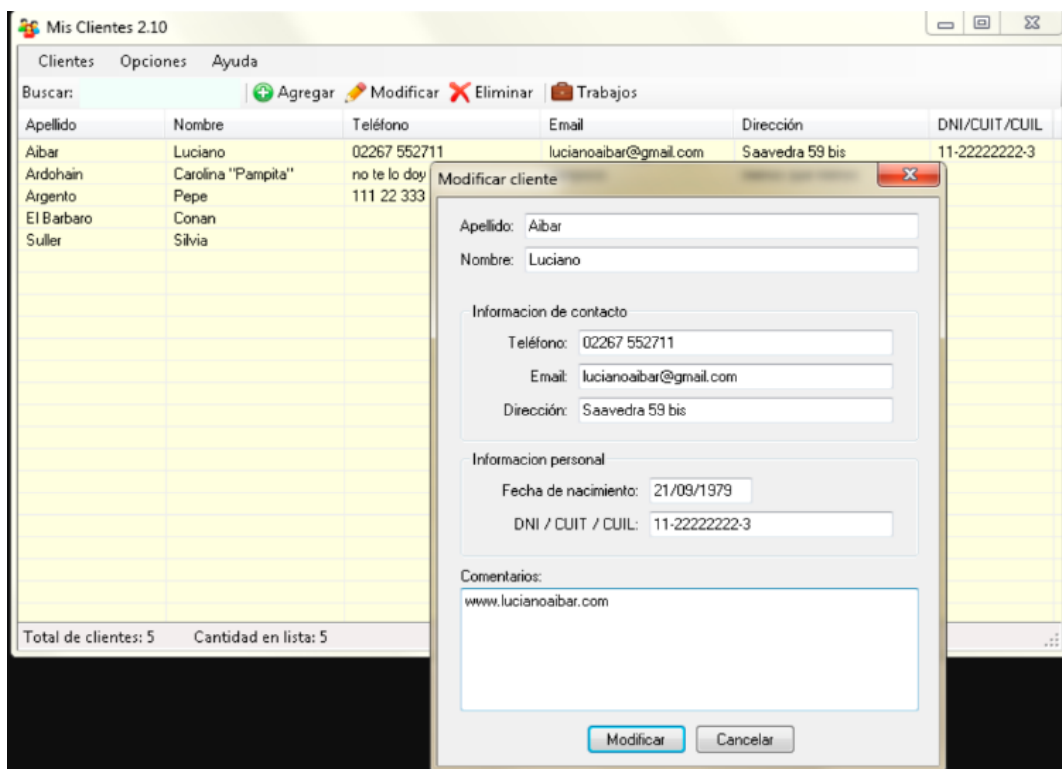 Mis Clientes 2.10
Clientes Opciones Ayuda
Buscar: Agregar Modificar Eliminar Trabajos
Apellido Nombre Teléfono Email Dirección DNI/CUIT/CUIL
Aibar Luciano 02267 552711 lucianoaibar@gmail.com Saavedra 59 bis 11-22222222-3
Ardohain Carolina "Pampita" no te lo doy
Argento Pepe 111 22 333
El Barbaro Conan
Suller Silvia
Total de clientes: 5 Cantidad en lista: 5
Modificar cliente
Apellido: Aibar
Nombre: Luciano
Informacion de contacto
Teléfono: 02267 552711
Email: lucianoaibar@gmail.com
Dirección: Saavedra 59 bis
Informacion personal
Fecha de nacimiento: 21/09/1979
DNI / CUIT / CUIL: 11-22222222-3
Comentarios:
www.lucianoaibar.com
Modificar Cancelar